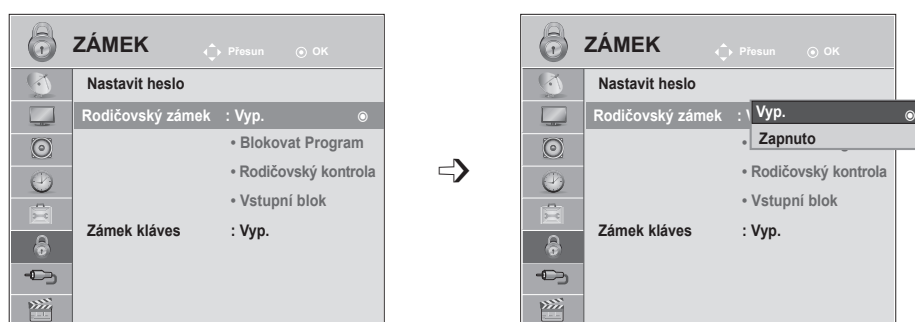 ZÁMEK
Přesun OK
Nastavit heslo
Rodičovský zámek : Vyp.
• Blokovat Program
• Rodičovský kontrola
• Vstupní blok
Zámek kláves : Vyp.
ZÁMEK
Přesun OK
Nastavit heslo
Rodičovský zámek :
Vyp.
Zapnuto
• Rodičovský kontrola
• Vstupní blok
Zámek kláves : Vyp.